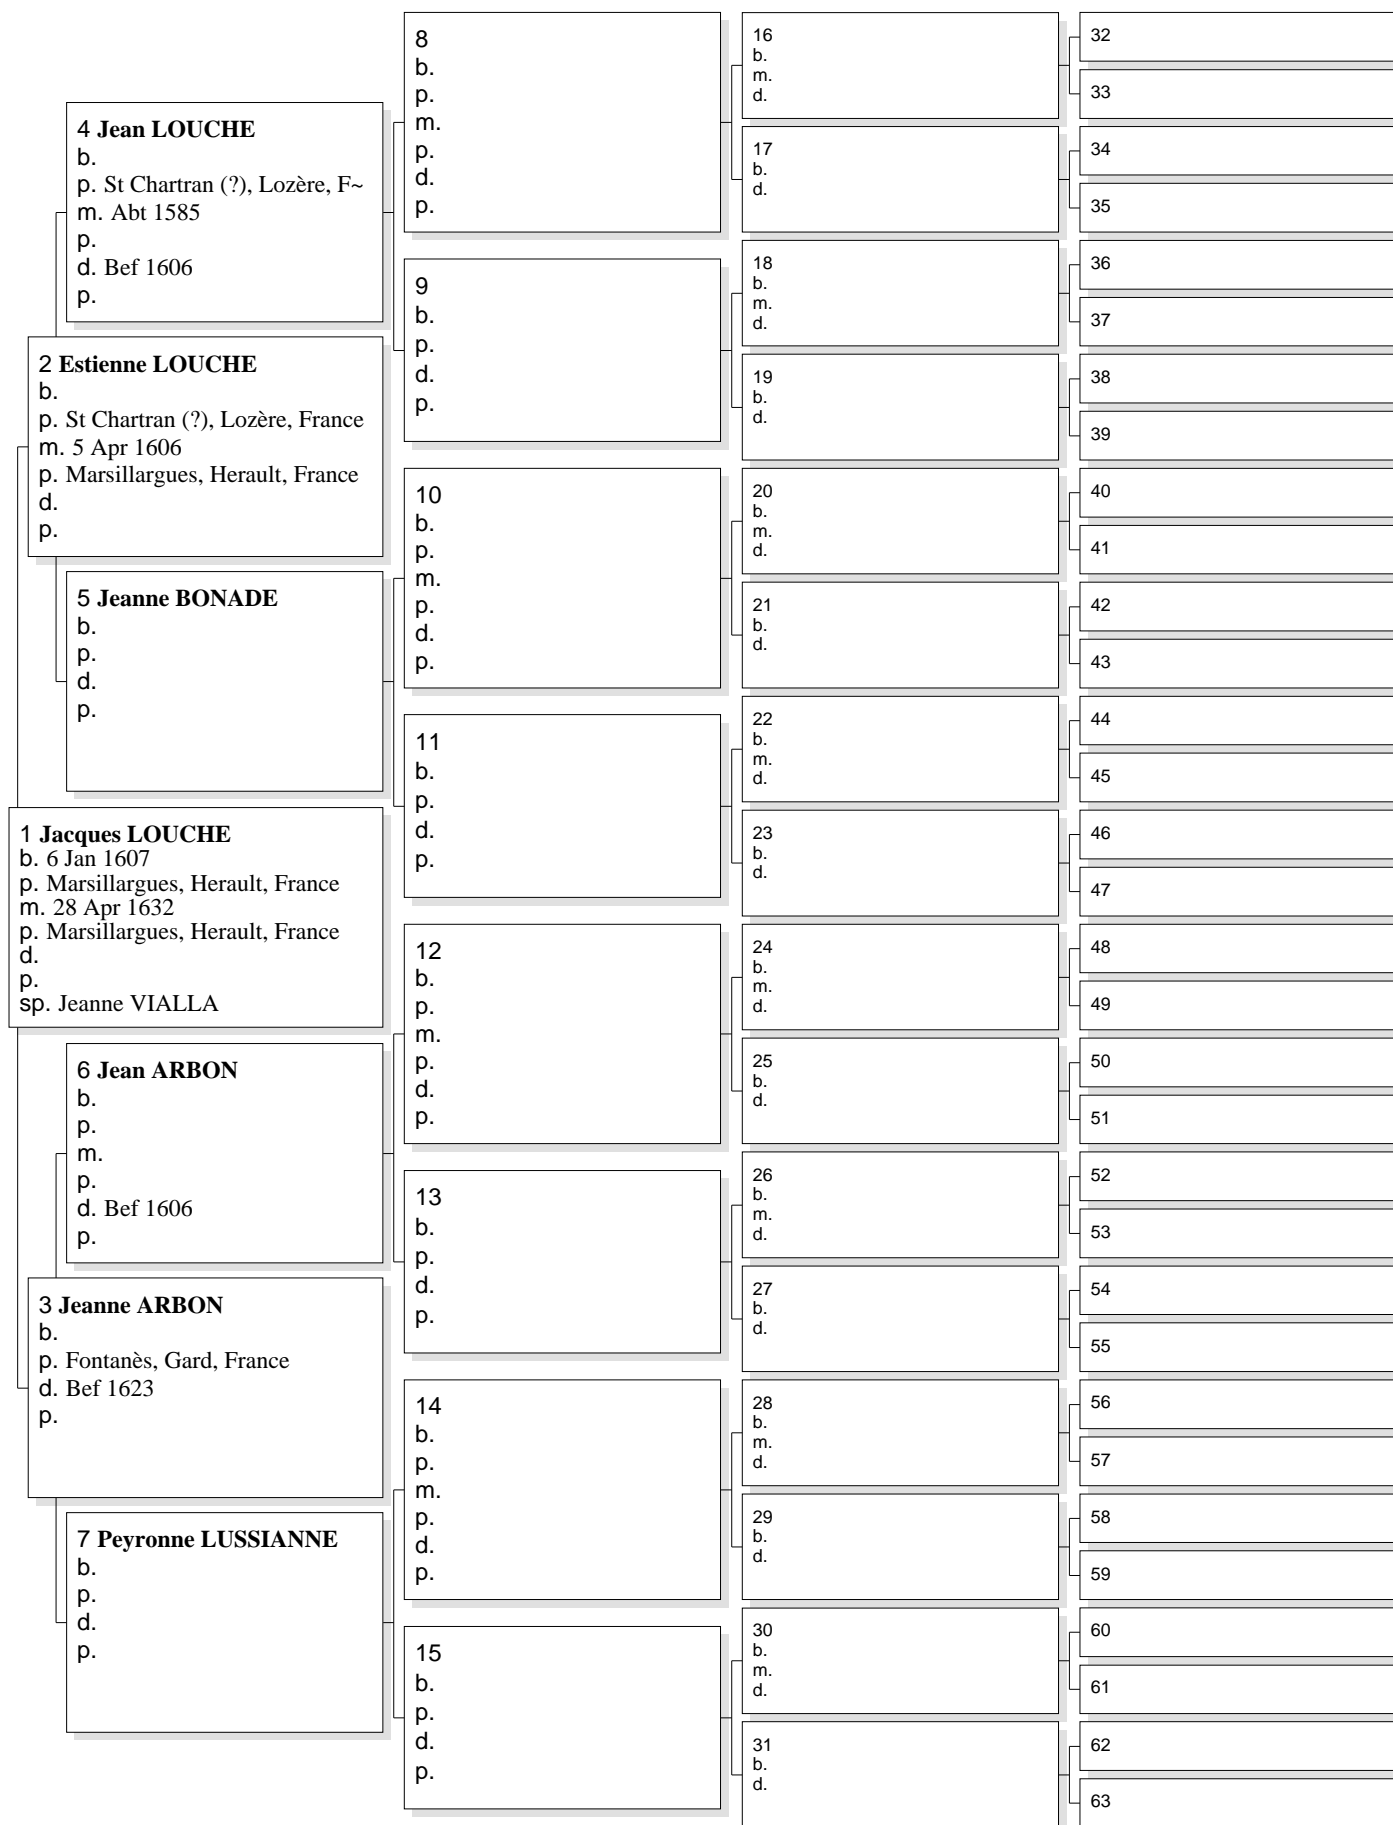 4 Jean LOUCHE
b.
p. St Chartran (?), Lozère, F~
m. Abt 1585
p.
d. Bef 1606
p.
2 Estienne LOUCHE
b.
p. St Chartran (?), Lozère, France
m. 5 Apr 1606
p. Marsillargues, Herault, France
d.
p.
5 Jeanne BONADE
b.
p.
d.
p.
1 Jacques LOUCHE
b. 6 Jan 1607
p. Marsillargues, Herault, France
m. 28 Apr 1632
p. Marsillargues, Herault, France
d.
p.
sp. Jeanne VIALLA
6 Jean ARBON
b.
p.
m.
p.
d. Bef 1606
p.
3 Jeanne ARBON
b.
p. Fontanès, Gard, France
d. Bef 1623
p.
7 Peyronne LUSSIANNE
b.
p.
d.
p.
8
b.
p.
m.
p.
d.
p.
9
b.
p.
d.
p.
10
b.
p.
m.
p.
d.
p.
11
b.
p.
d.
p.
12
b.
p.
m.
p.
d.
p.
13
b.
p.
d.
p.
14
b.
p.
m.
p.
d.
p.
15
b.
p.
d.
p.
16
b.
m.
d.
17
b.
d.
18
b.
m.
d.
19
b.
d.
20
b.
m.
d.
21
b.
d.
22
b.
m.
d.
23
b.
d.
24
b.
m.
d.
25
b.
d.
26
b.
m.
d.
27
b.
d.
28
b.
m.
d.
29
b.
d.
30
b.
m.
d.
31
b.
d.
32
33
34
35
36
37
38
39
40
41
42
43
44
45
46
47
48
49
50
51
52
53
54
55
56
57
58
59
60
61
62
63